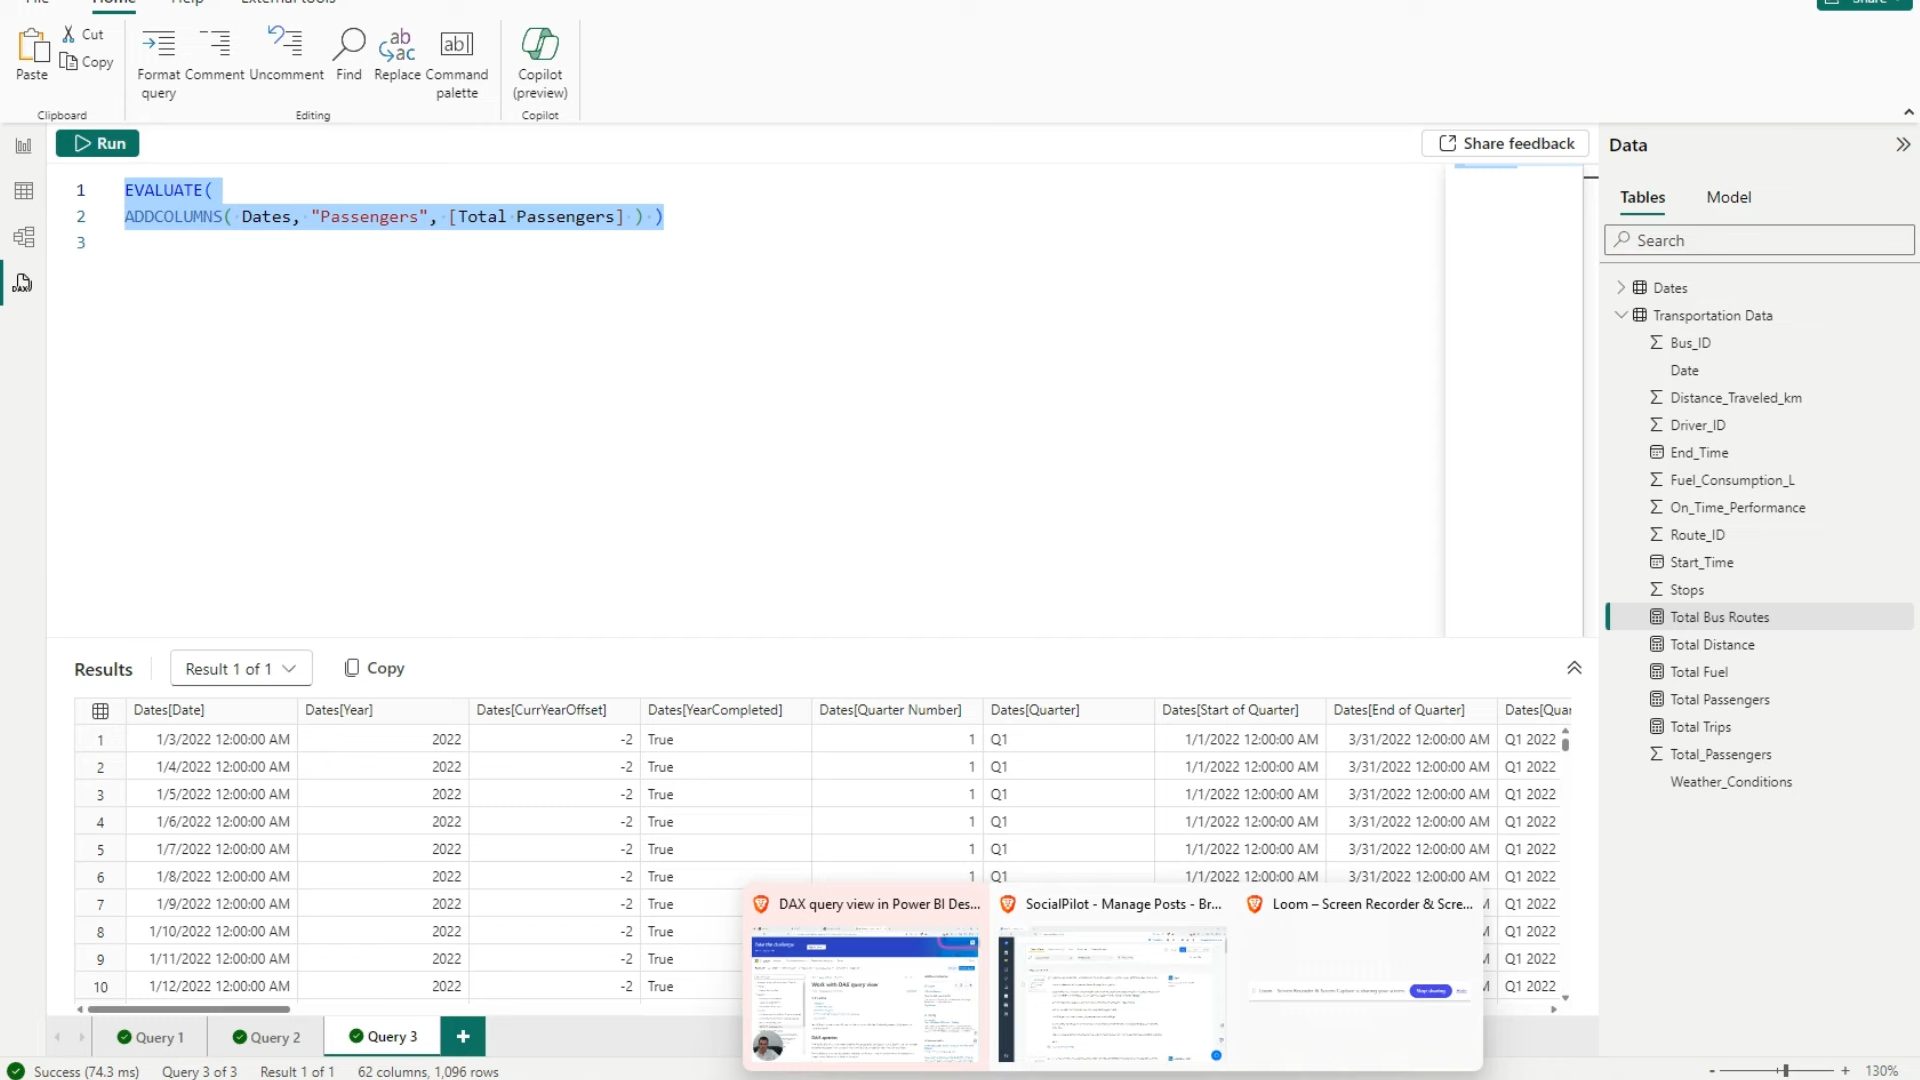 File
Home
Help
External tools
Share
Paste
Cut
Copy
Format
query
Comment
Uncomment
Find
Replace
Command
palette
Copilot
(preview)
Clipboard
Editing
Copilot
Run
Share feedback
1 EVALUATE(
2 ADDCOLUMNS( Dates, "Passengers", [Total Passengers] ) )
3
Data
Tables
Model
Search
Dates
Transportation Data
Bus_ID
Date
Distance_Traveled_km
Driver_ID
End_Time
Fuel_Consumption_L
On_Time_Performance
Route_ID
Start_Time
Stops
Total Bus Routes
Total Distance
Total Fuel
Total Passengers
Total Trips
Total_Passengers
Weather_Conditions
Results
Result 1 of 1
Copy
Dates[Date] Dates[Year] Dates[CurrYearOffset] Dates[YearCompleted] Dates[Quarter Number] Dates[Quarter] Dates[Start of Quarter] Dates[End of Quarter] Dates[Quar
1 1/3/2022 12:00:00 AM 2022 -2 True 1 Q1 1/1/2022 12:00:00 AM 3/31/2022 12:00:00 AM Q1 2022
2 1/4/2022 12:00:00 AM 2022 -2 True 1 Q1 1/1/2022 12:00:00 AM 3/31/2022 12:00:00 AM Q1 2022
3 1/5/2022 12:00:00 AM 2022 -2 True 1 Q1 1/1/2022 12:00:00 AM 3/31/2022 12:00:00 AM Q1 2022
4 1/6/2022 12:00:00 AM 2022 -2 True 1 Q1 1/1/2022 12:00:00 AM 3/31/2022 12:00:00 AM Q1 2022
5 1/7/2022 12:00:00 AM 2022 -2 True 1 Q1 1/1/2022 12:00:00 AM 3/31/2022 12:00:00 AM Q1 2022
6 1/8/2022 12:00:00 AM 2022 -2 True 1 Q1 1/1/2022 12:00:00 AM 3/31/2022 12:00:00 AM Q1 2022
7 1/9/2022 12:00:00 AM 2022 -2 True Q1 2022
8 1/10/2022 12:00:00 AM 2022 -2 True Q1 2022
9 1/11/2022 12:00:00 AM 2022 -2 True Q1 2022
10 1/12/2022 12:00:00 AM 2022 -2 True Q1 2022
DAX query view in Power BI Des...
SocialPilot - Manage Posts - Br...
Loom – Screen Recorder & Scre...
Work with DAX query view
Stop sharing
Query 1
Query 2
Query 3
Success (74.3 ms) Query 3 of 3 Result 1 of 1 62 columns, 1,096 rows
130%